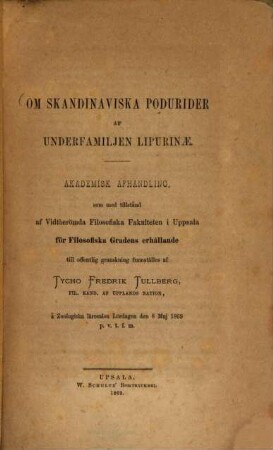 OM SKANDINAVISKA PODURIDER
AF
UNDERFAMILJEN LIPURINÆ.
AKADEMISK AFHANDLING,
som med tillstånd
af Vidtberömda Filosofiska Fakulteten i Uppsala
för Filosofiska Gradens erhållande
till offentlig granskning framställes af
TYCHO FREDRIK TULLBERG,
FIL. KAND. AF UPPLANDS NATION,
å Zoologiska lärosalen Lördagen den 8 Maj 1869
p. v. t. f. m.
UPSALA,
W. SCHULTZ' BOKTRYCKERI.
1869.